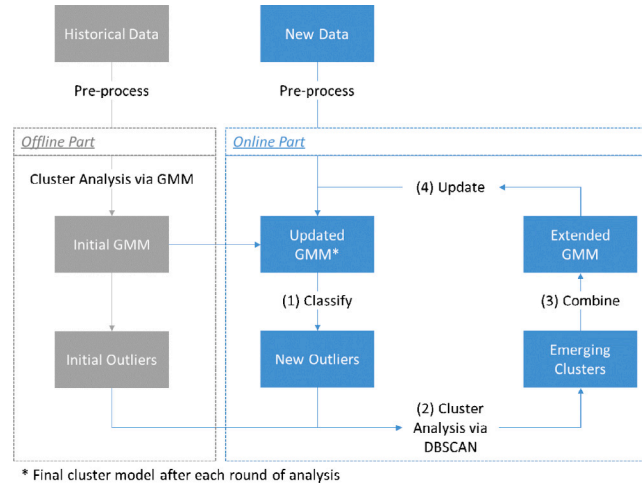 Historical Data
New Data
Pre-process
Pre-process
Offline Part
Online Part
Cluster Analysis via GMM
(4) Update
Initial GMM
Updated
GMM*
Extended
GMM
(1) Classify
(3) Combine
Initial Outliers
New Outliers
Emerging
Clusters
(2) Cluster
Analysis via
DBSCAN
* Final cluster model after each round of analysis